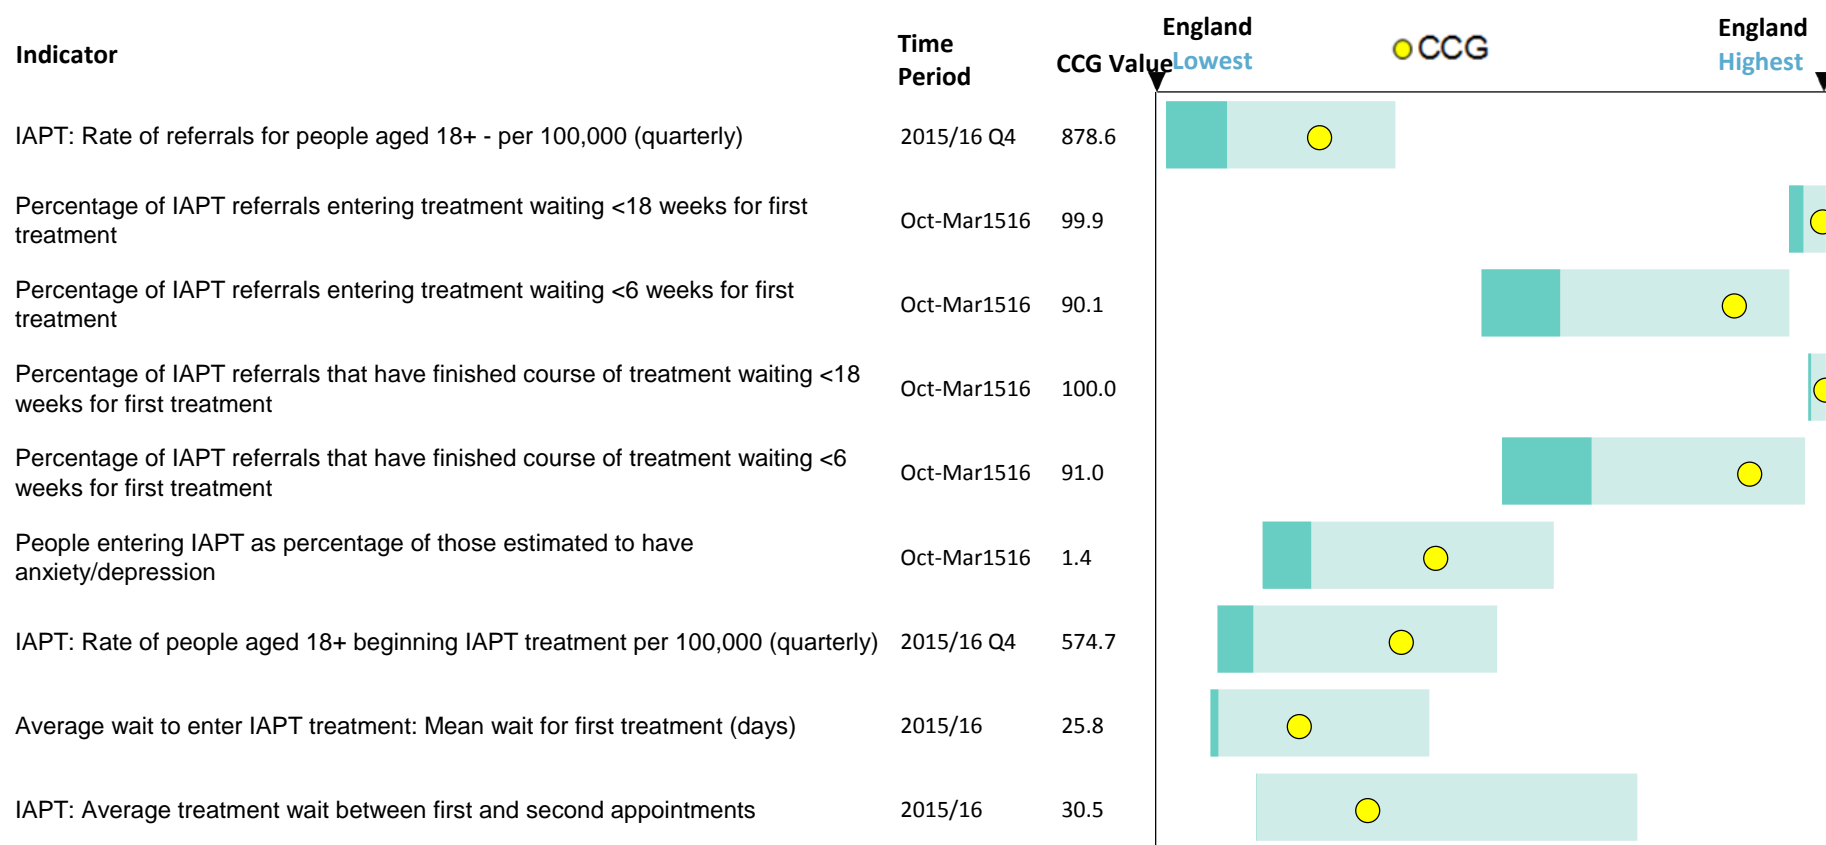 Indicator
Time
Period
CCG Value
England
Lowest
CCG
England
Highest
IAPT: Rate of referrals for people aged 18+ - per 100,000 (quarterly) 2015/16 Q4 878.6
Percentage of IAPT referrals entering treatment waiting <18 weeks for first
treatment
Oct-Mar1516 99.9
Percentage of IAPT referrals entering treatment waiting <6 weeks for first
treatment
Oct-Mar1516 90.1
Percentage of IAPT referrals that have finished course of treatment waiting <18
weeks for first treatment
Oct-Mar1516 100.0
Percentage of IAPT referrals that have finished course of treatment waiting <6
weeks for first treatment
Oct-Mar1516 91.0
People entering IAPT as percentage of those estimated to have
anxiety/depression
Oct-Mar1516 1.4
IAPT: Rate of people aged 18+ beginning IAPT treatment per 100,000 (quarterly) 2015/16 Q4 574.7
Average wait to enter IAPT treatment: Mean wait for first treatment (days) 2015/16 25.8
IAPT: Average treatment wait between first and second appointments 2015/16 30.5